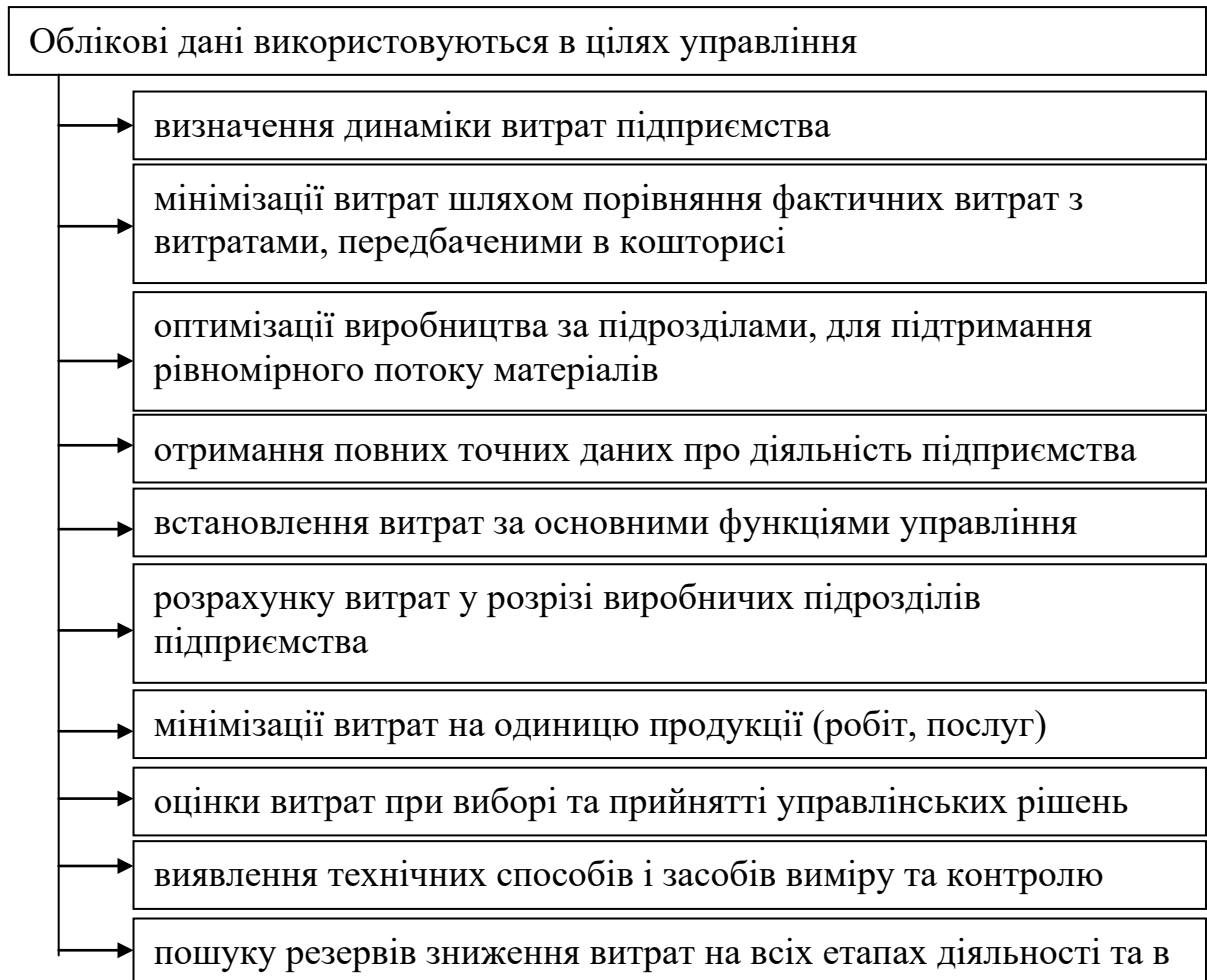 Облікові дані використовуються в цілях управління
визначення динаміки витрат підприємства
мінімізації витрат шляхом порівняння фактичних витрат з
витратами, передбаченими в кошторисі
оптимізації виробництва за підрозділами, для підтримання
рівномірного потоку матеріалів
отримання повних точних даних про діяльність підприємства
встановлення витрат за основними функціями управління
розрахунку витрат у розрізі виробничих підрозділів
підприємства
мінімізації витрат на одиницю продукції (робіт, послуг)
оцінки витрат при виборі та прийнятті управлінських рішень
виявлення технічних способів і засобів виміру та контролю
пошуку резервів зниження витрат на всіх етапах діяльності та в